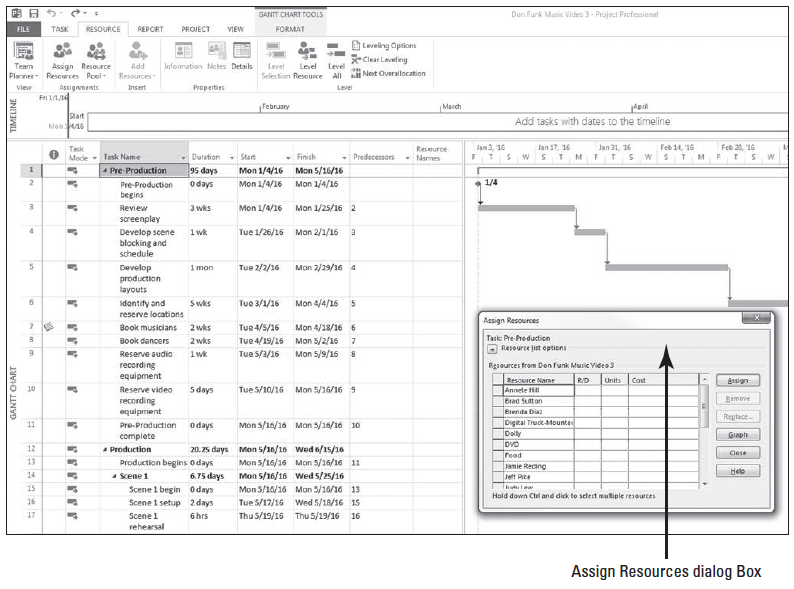 GANTT CHART TOOLS
Don Funk Music Video 3 - Project Professional
FILE TASK RESOURCE REPORT PROJECT VIEW FORMAT
Team Planner
Assign Resources
Resource Pool
Add Resources
Information Notes Details
Level Selection
Level Resource
Level All
Leveling Options
Clear Leveling
Next Overallocation
View Assignments Insert Properties Level
TIMELINE
Fri 1/1/16
Start
Mon 1/4/16
February March April
Add tasks with dates to the timeline
GANTT CHART
Task Mode Task Name Duration Start Finish Predecessors Resource Names
Jan 3, '16 Jan 17, '16 Jan 31, '16 Feb 14, '16 Feb 28, '16 M
F T S W S T M F T S W S T M F T S W
1 Pre-Production 95 days Mon 1/4/16 Mon 5/16/16
2 Pre-Production begins 0 days Mon 1/4/16 Mon 1/4/16
1/4
3 Review screenplay 3 wks Mon 1/4/16 Mon 1/25/16 2
4 Develop scene blocking and schedule 1 wk Tue 1/26/16 Mon 2/1/16 3
5 Develop production layouts 1 mon Tue 2/2/16 Mon 2/29/16 4
6 Identify and reserve locations 5 wks Tue 3/1/16 Mon 4/4/16 5
7 Book musicians 2 wks Tue 4/5/16 Mon 4/18/16 6
8 Book dancers 2 wks Tue 4/19/16 Mon 5/2/16 7
9 Reserve audio recording equipment 1 wk Tue 5/3/16 Mon 5/9/16 8
10 Reserve video recording equipment 5 days Tue 5/10/16 Mon 5/16/16 9
11 Pre-Production complete 0 days Mon 5/16/16 Mon 5/16/16 10
12 Production 20.25 days Mon 5/16/16 Wed 6/15/16
13 Production begins 0 days Mon 5/16/16 Mon 5/16/16 11
14 Scene 1 6.75 days Mon 5/16/16 Wed 5/25/16
15 Scene 1 begin 0 days Mon 5/16/16 Mon 5/16/16 13
16 Scene 1 setup 2 days Tue 5/17/16 Wed 5/18/16 15
17 Scene 1 rehearsal 6 hrs Thu 5/19/16 Thu 5/19/16 16
Assign Resources
Task: Pre-Production
Resource list options
Resources from Don Funk Music Video 3
Resource Name R/D Units Cost
Annete Hill
Brad Sutton
Brenda Diaz
Digital Truck-Mounte
Dolly
DVD
Food
Jamie Reding
Jeff Pike
Judy Lew
Assign
Remove
Replace...
Graph
Close
Help
Hold down Ctrl and click to select multiple resources
Assign Resources dialog Box